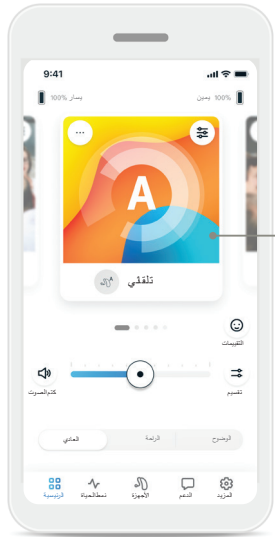 9:41
100% يمين
يسار 100%
A
تلقائي A
التقييمات
تقسيم
كتم الصوت
الوضوح
الراحة
العادي
المزيد
الدعم
الأجهزة
نمط الحياة
الرئيسية